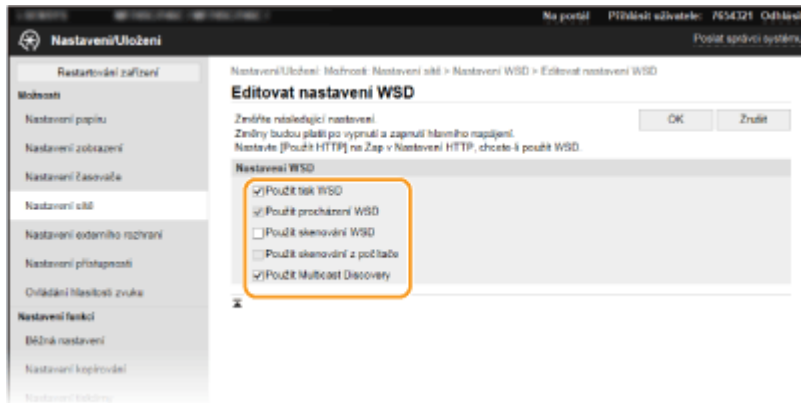 Na portál Přihlásit uživatele: 7654321 Odhlásit
Nastavení/Uložení
Poslat správci systému
Restartování zařízení
Nastavení/Uložení: Možnosti: Nastavení sítě > Nastavení WSD > Editovat nastavení WSD
Možnosti
Editovat nastavení WSD
Nastavení papíru
Změňte následující nastavení.
Změny budou platit po vypnutí a zapnutí hlavního napájení.
Nastavte [Použít HTTP] na Zap v Nastavení HTTP, chcete-li použít WSD.
OK
Zrušit
Nastavení zobrazení
Nastavení časovače
Nastavení sítě
Nastavení externího rozhraní
Nastavení přístupnosti
Ovládání hlasitosti zvuku
Nastavení WSD
Použít tisk WSD
Použít procházení WSD
Použít skenování WSD
Použít skenování z počítače
Použít Multicast Discovery
Nastavení funkcí
Běžná nastavení
Nastavení kopírování